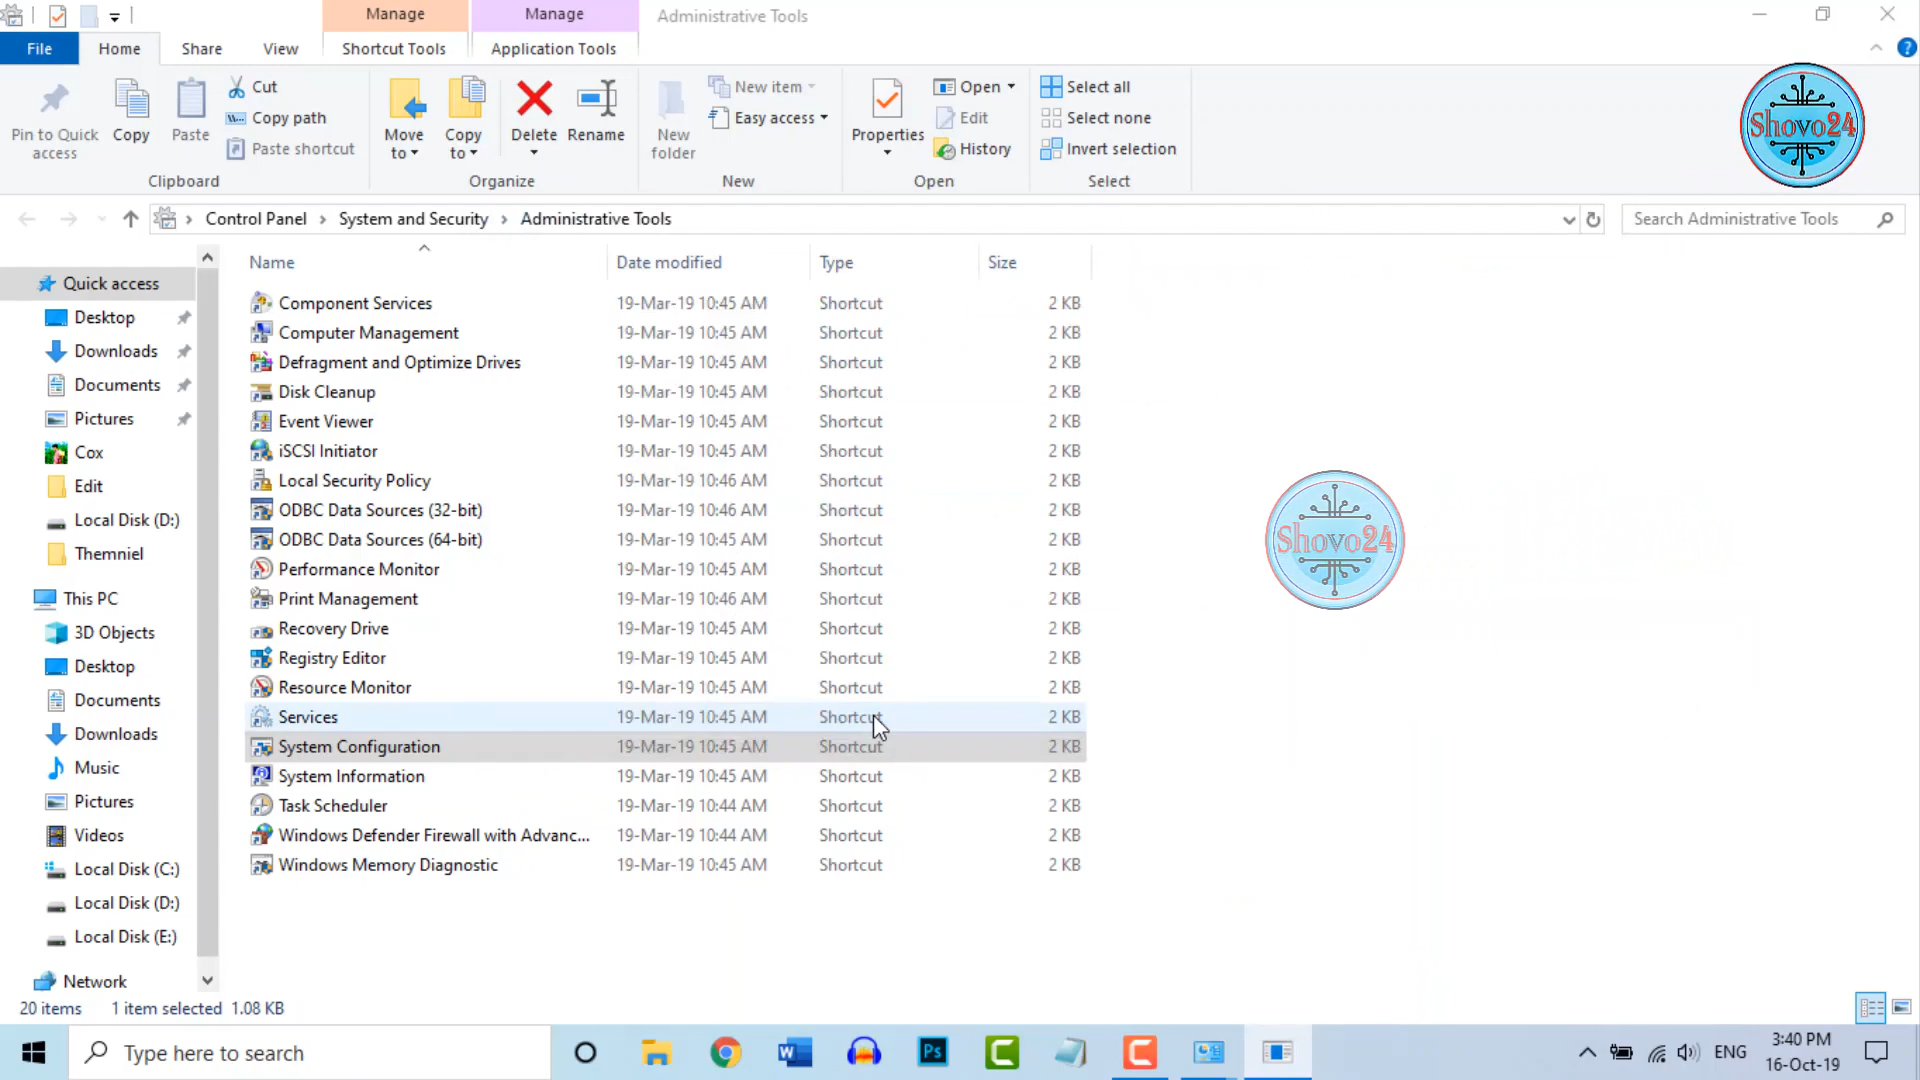 Manage
Manage
Administrative Tools
File
Home
Share
View
Shortcut Tools
Application Tools
Pin to Quick access
Copy
Paste
Cut
Copy path
Paste shortcut
Clipboard
Move to
Copy to
Delete
Rename
Organize
New folder
New item
Easy access
New
Properties
Open
Edit
History
Open
Select all
Select none
Invert selection
Select
Shovo24
Control Panel > System and Security > Administrative Tools
Search Administrative Tools
Quick access
Desktop
Downloads
Documents
Pictures
Cox
Edit
Local Disk (D:)
Themniel
This PC
3D Objects
Desktop
Documents
Downloads
Music
Pictures
Videos
Local Disk (C:)
Local Disk (D:)
Local Disk (E:)
Network
Name Date modified Type Size
Component Services 19-Mar-19 10:45 AM Shortcut 2 KB
Computer Management 19-Mar-19 10:45 AM Shortcut 2 KB
Defragment and Optimize Drives 19-Mar-19 10:45 AM Shortcut 2 KB
Disk Cleanup 19-Mar-19 10:45 AM Shortcut 2 KB
Event Viewer 19-Mar-19 10:45 AM Shortcut 2 KB
iSCSI Initiator 19-Mar-19 10:45 AM Shortcut 2 KB
Local Security Policy 19-Mar-19 10:46 AM Shortcut 2 KB
ODBC Data Sources (32-bit) 19-Mar-19 10:46 AM Shortcut 2 KB
ODBC Data Sources (64-bit) 19-Mar-19 10:45 AM Shortcut 2 KB
Performance Monitor 19-Mar-19 10:45 AM Shortcut 2 KB
Print Management 19-Mar-19 10:46 AM Shortcut 2 KB
Recovery Drive 19-Mar-19 10:45 AM Shortcut 2 KB
Registry Editor 19-Mar-19 10:45 AM Shortcut 2 KB
Resource Monitor 19-Mar-19 10:45 AM Shortcut 2 KB
Services 19-Mar-19 10:45 AM Shortcut 2 KB
System Configuration 19-Mar-19 10:45 AM Shortcut 2 KB
System Information 19-Mar-19 10:45 AM Shortcut 2 KB
Task Scheduler 19-Mar-19 10:44 AM Shortcut 2 KB
Windows Defender Firewall with Advanc... 19-Mar-19 10:44 AM Shortcut 2 KB
Windows Memory Diagnostic 19-Mar-19 10:45 AM Shortcut 2 KB
Shovo24
20 items 1 item selected 1.08 KB
Type here to search
Ps
ENG
3:40 PM
16-Oct-19